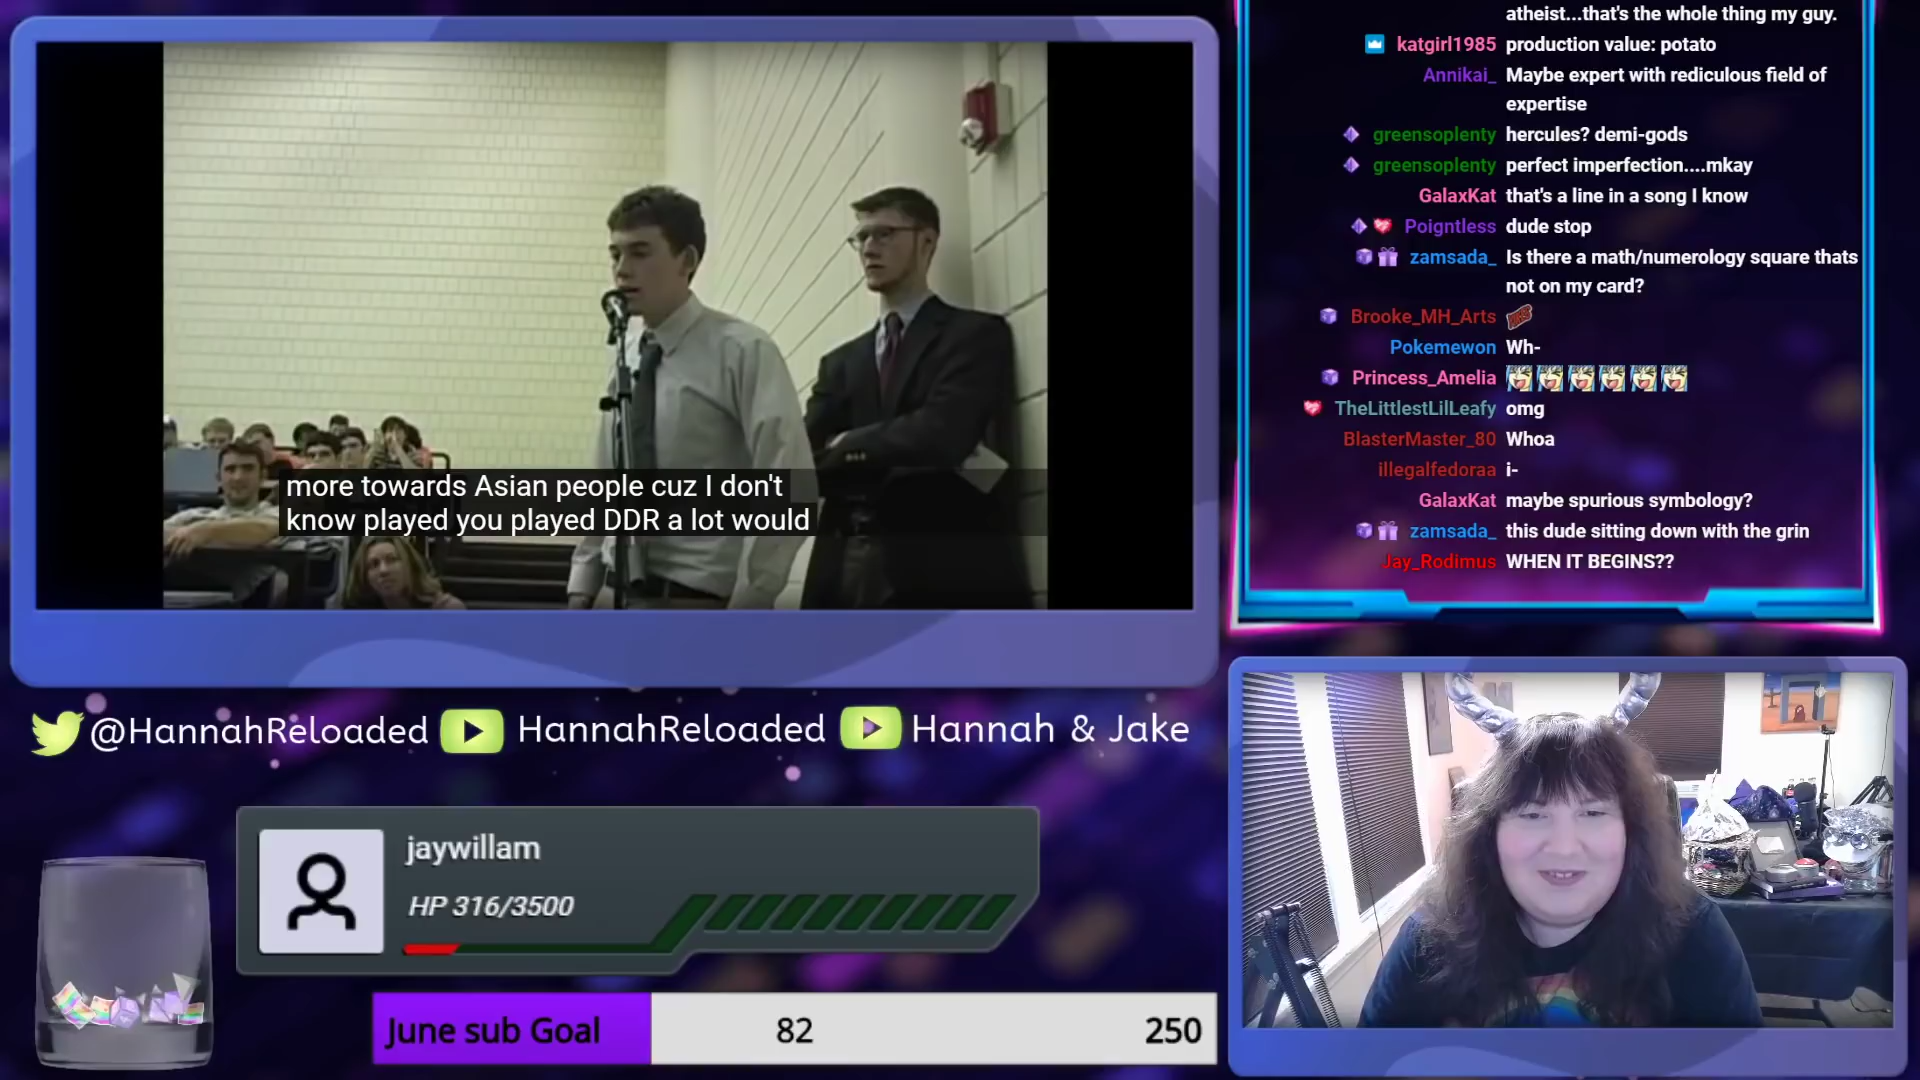 more towards Asian people cuz I don't
know played you played DDR a lot would
atheist...that's the whole thing my guy.
katgirl1985 production value: potato
Annikai_ Maybe expert with rediculous field of
expertise
greensoplenty hercules? demi-gods
greensoplenty perfect imperfection....mkay
GalaxKat that's a line in a song I know
Poigntless dude stop
zamsada_ Is there a math/numerology square thats
not on my card?
Brooke_MH_Arts
Pokemewon Wh-
Princess_Amelia
TheLittlestLilLeafy omg
BlasterMaster_80 Whoa
illegalfedoraa i-
GalaxKat maybe spurious symbology?
zamsada_ this dude sitting down with the grin
Jay_Rodimus WHEN IT BEGINS??
@HannahReloaded HannahReloaded Hannah & Jake
jaywillam
HP 316/3500
June sub Goal 82 250